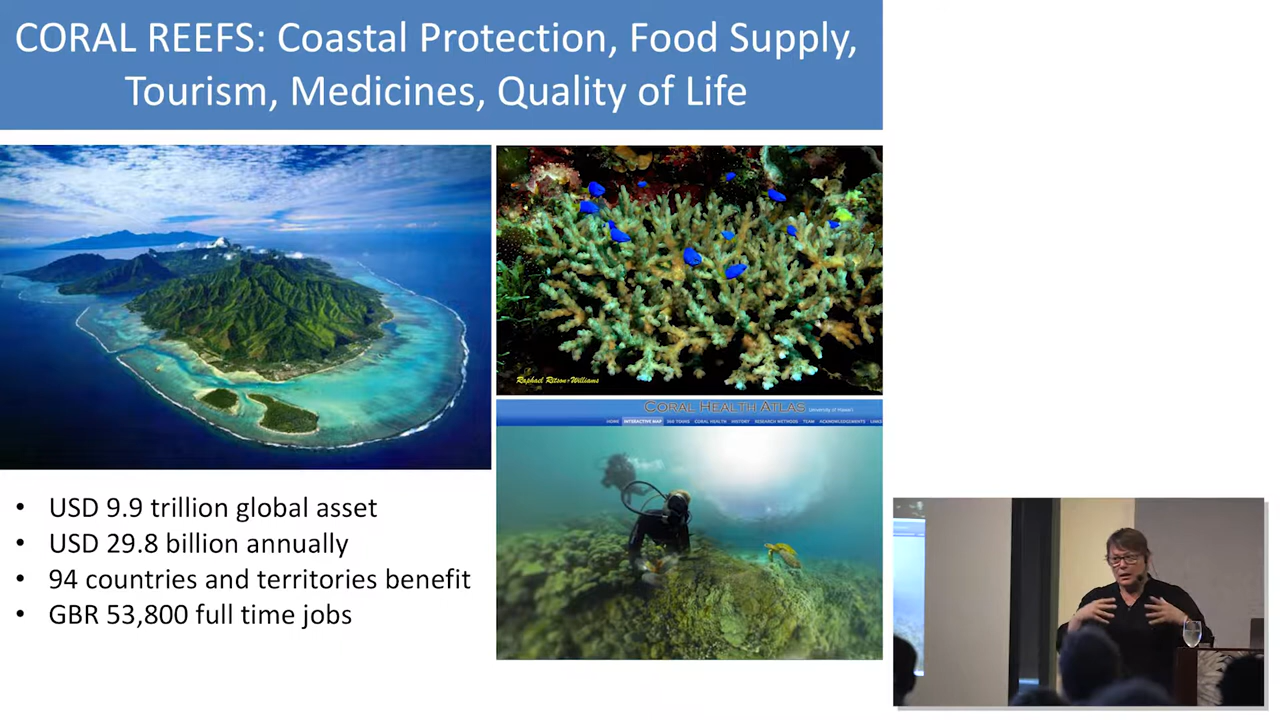 CORAL REEFS: Coastal Protection, Food Supply,
Tourism, Medicines, Quality of Life
Raphael Ritson-Williams
CORAL HEALTH ATLAS University of Hawai'i
HOME INTERACTIVE MAP 360 TOURS CORAL HEALTH HISTORY RESEARCH METHODS TEAM ACKNOWLEDGEMENTS LINKS
• USD 9.9 trillion global asset
• USD 29.8 billion annually
• 94 countries and territories benefit
• GBR 53,800 full time jobs